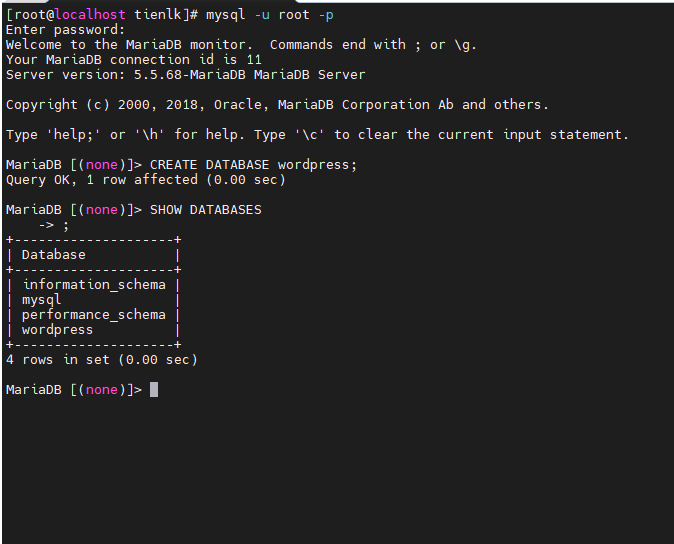 [root@localhost tienlk]# mysql -u root -p
Enter password:
Welcome to the MariaDB monitor.  Commands end with ; or \g.
Your MariaDB connection id is 11
Server version: 5.5.68-MariaDB MariaDB Server

Copyright (c) 2000, 2018, Oracle, MariaDB Corporation Ab and others.

Type 'help;' or '\h' for help. Type '\c' to clear the current input statement.

MariaDB [(none)]> CREATE DATABASE wordpress;
Query OK, 1 row affected (0.00 sec)

MariaDB [(none)]> SHOW DATABASES
    -> ;
+--------------------+
| Database           |
+--------------------+
| information_schema |
| mysql              |
| performance_schema |
| wordpress          |
+--------------------+
4 rows in set (0.00 sec)

MariaDB [(none)]>